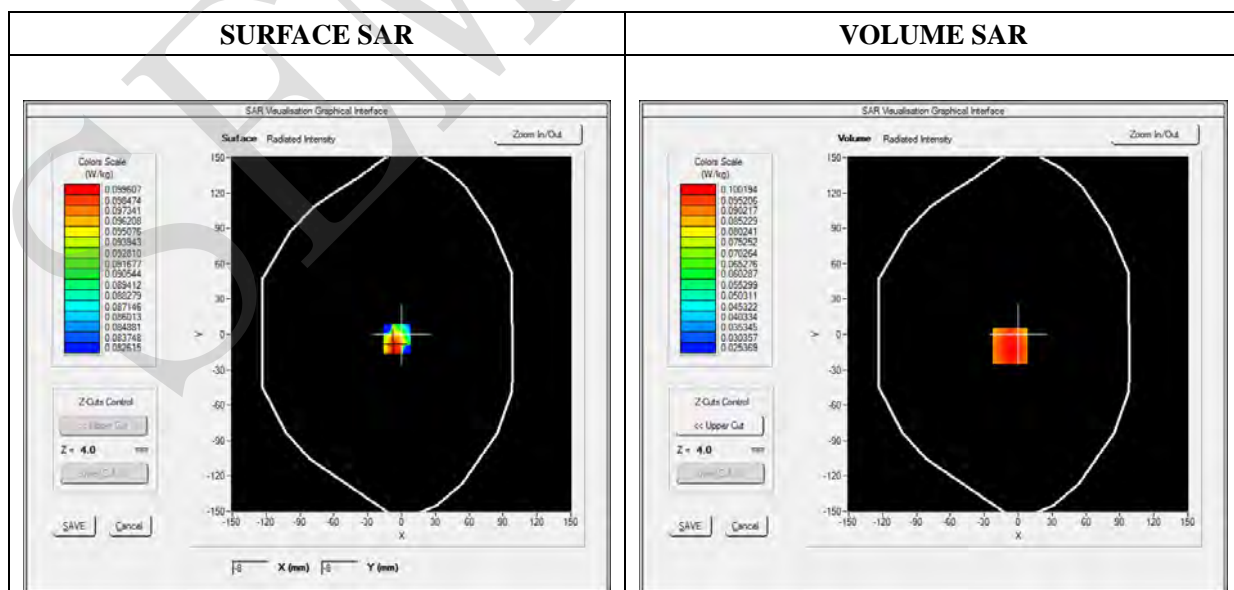 SURFACE SAR
SAR Visualisation Graphical Interface
Surface Radiated Intensity
Zoom In/Out
Colors Scale
(W/kg)
0.099607
0.098474
0.097341
0.096208
0.095076
0.093943
0.092810
0.091677
0.090544
0.089412
0.088279
0.087146
0.086013
0.084881
0.083748
0.082615
Z-Cuts Control
<< Upper Cut
Z = 4.0 mm
SAVE
Cancel
150
120
90
60
30
0
-30
-60
-90
-120
-150
Y
-150 -120 -90 -60 -30 0 30 60 90 120 150
X
-8 X (mm) -8 Y (mm)
VOLUME SAR
SAR Visualisation Graphical Interface
Volume Radiated Intensity
Zoom In/Out
Colors Scale
(W/kg)
0.100194
0.095206
0.090217
0.085229
0.080241
0.075252
0.070264
0.065276
0.060287
0.055299
0.050311
0.045322
0.040334
0.035345
0.030357
0.025369
Z-Cuts Control
<< Upper Cut
Z = 4.0 mm
SAVE
Cancel
150
120
90
60
30
0
-30
-60
-90
-120
-150
Y
-150 -120 -90 -60 -30 0 30 60 90 120 150
X